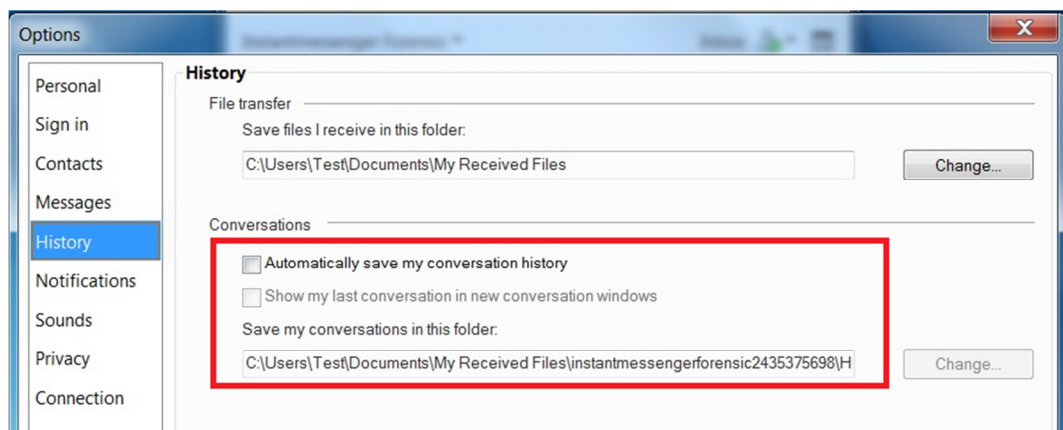 Options
Instantmessenger Forensic
X
History
Personal
Sign in
Contacts
Messages
History
Notifications
Sounds
Privacy
Connection
File transfer
Save files I receive in this folder:
C:\Users\Test\Documents\My Received Files
Change...
Conversations
Automatically save my conversation history
Show my last conversation in new conversation windows
Save my conversations in this folder:
C:\Users\Test\Documents\My Received Files\instantmessengerforensic2435375698\H
Change...